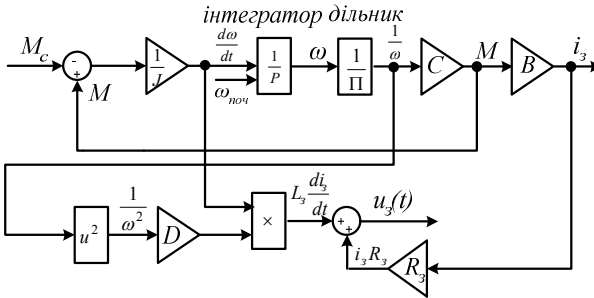 інтегратор дільник
M_c
-
+
M
1/J
dω/dt
ω_поч
1/P
ω
1/П
1/ω
C
M
B
i_з
u²
1/ω²
D
×
L_з di_з/dt
+
+
u_з(t)
i_з R_з
R_з